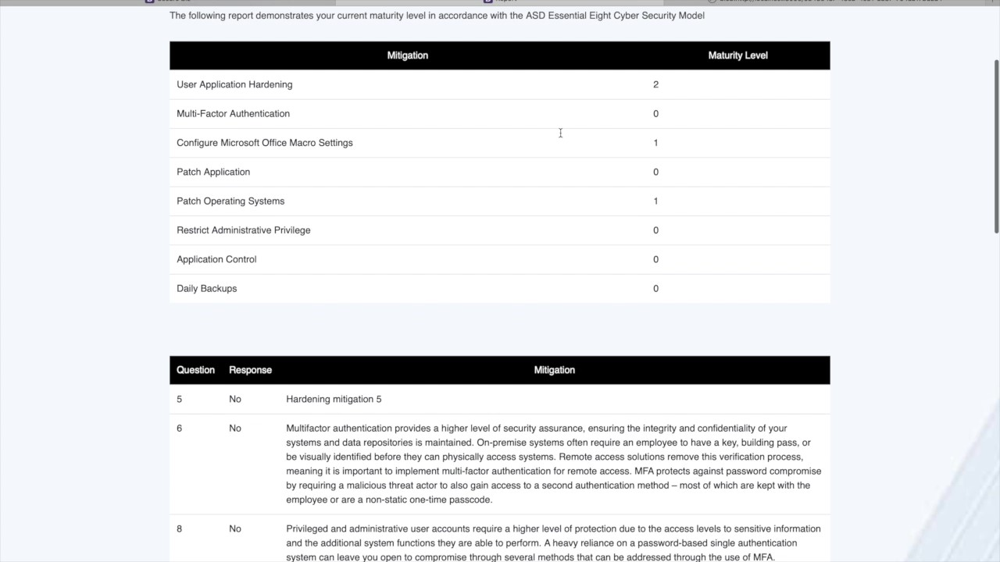 The following report demonstrates your current maturity level in accordance with the ASD Essential Eight Cyber Security Model
Mitigation Maturity Level
User Application Hardening 2
Multi-Factor Authentication 0
Configure Microsoft Office Macro Settings 1
Patch Application 0
Patch Operating Systems 1
Restrict Administrative Privilege 0
Application Control 0
Daily Backups 0
Question Response Mitigation
5 No Hardening mitigation 5
6 No Multifactor authentication provides a higher level of security assurance, ensuring the integrity and confidentiality of your
systems and data repositories is maintained. On-premise systems often require an employee to have a key, building pass, or
be visually identified before they can physically access systems. Remote access solutions remove this verification process,
meaning it is important to implement multi-factor authentication for remote access. MFA protects against password compromise
by requiring a malicious threat actor to also gain access to a second authentication method – most of which are kept with the
employee or are a non-static one-time passcode.
8 No Privileged and administrative user accounts require a higher level of protection due to the access levels to sensitive information
and the additional system functions they are able to perform. A heavy reliance on a password-based single authentication
system can leave you open to compromise through several methods that can be addressed through the use of MFA.